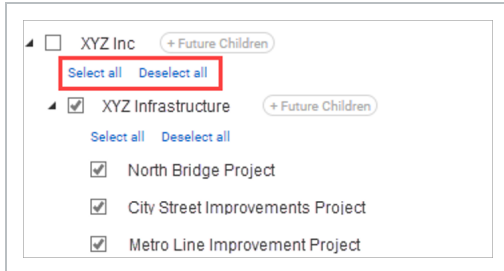 XYZ Inc + Future Children
Select all Deselect all
XYZ Infrastructure + Future Children
Select all Deselect all
North Bridge Project
City Street Improvements Project
Metro Line Improvement Project